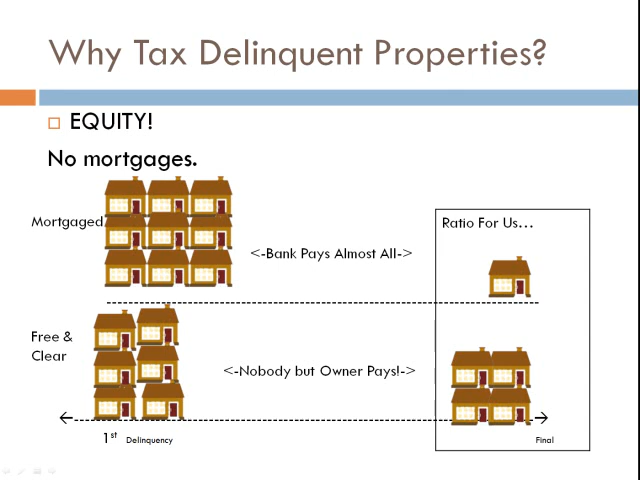 Why Tax Delinquent Properties?
EQUITY!
No mortgages.
Mortgaged
<-Bank Pays Almost All->
Ratio For Us...
Free &
Clear
<-Nobody but Owner Pays!->
1st Delinquency
Final